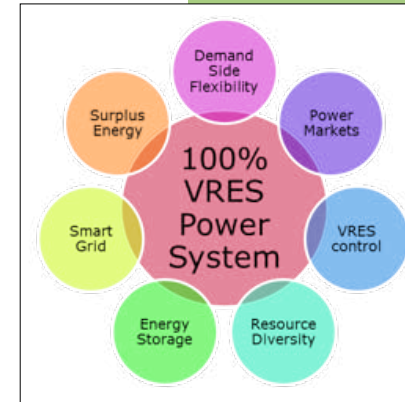 Demand
Side
Flexibility
Surplus
Energy
Power
Markets
100%
VRES
Power
System
Smart
Grid
VRES
control
Energy
Storage
Resource
Diversity